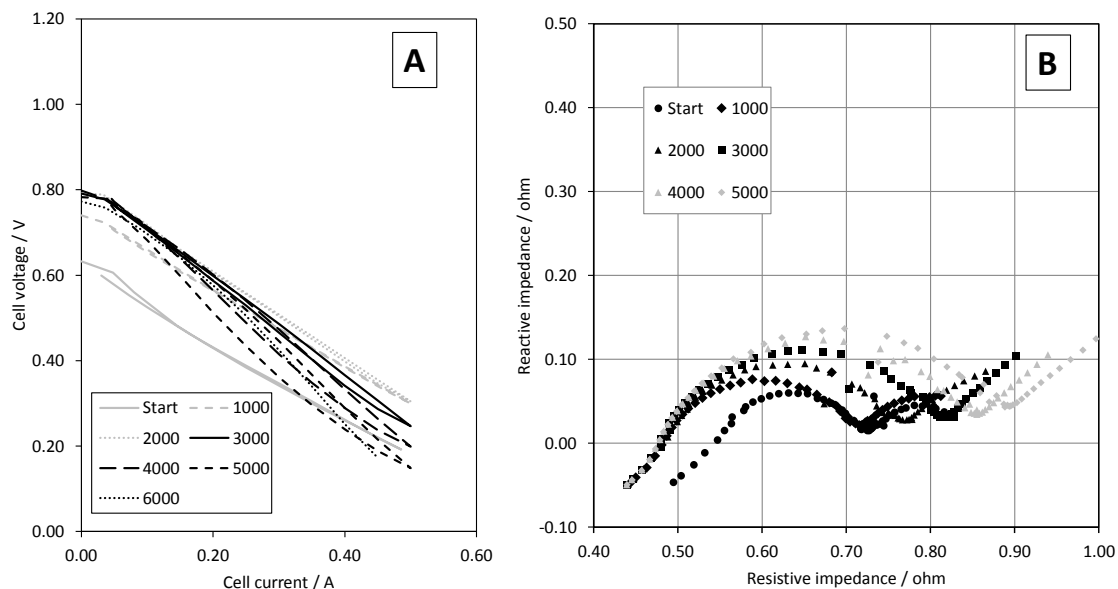 A
1.20
1.00
0.80
0.60
0.40
0.20
0.00
Cell voltage / V
0.00 0.20 0.40 0.60
Cell current / A
Start 1000
2000 3000
4000 5000
6000
B
0.50
0.40
0.30
0.20
0.10
0.00
-0.10
Reactive impedance / ohm
0.40 0.50 0.60 0.70 0.80 0.90 1.00
Resistive impedance / ohm
Start 1000
2000 3000
4000 5000